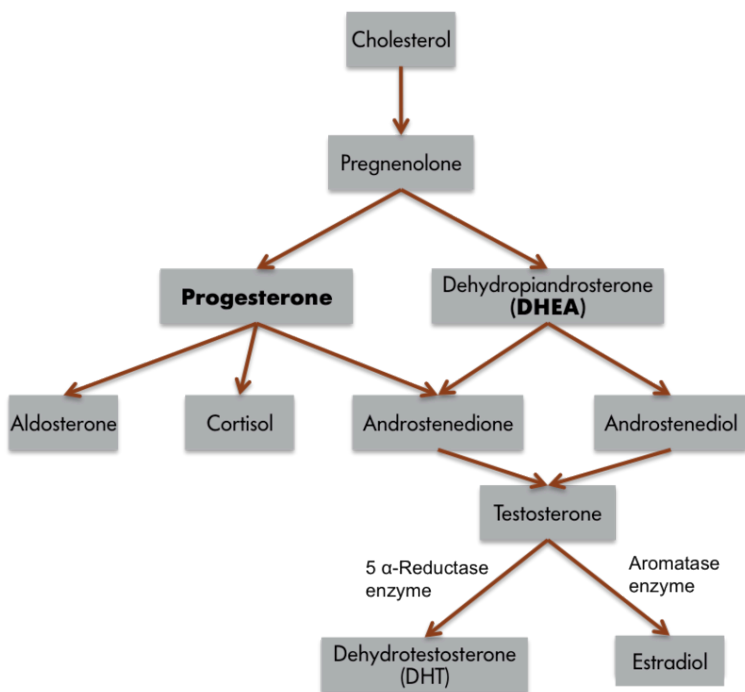 Cholesterol
Pregnenolone
Progesterone
Dehydropiandrosterone
(DHEA)
Aldosterone
Cortisol
Androstenedione
Androstenediol
Testosterone
5 α-Reductase
enzyme
Aromatase
enzyme
Dehydrotestosterone
(DHT)
Estradiol